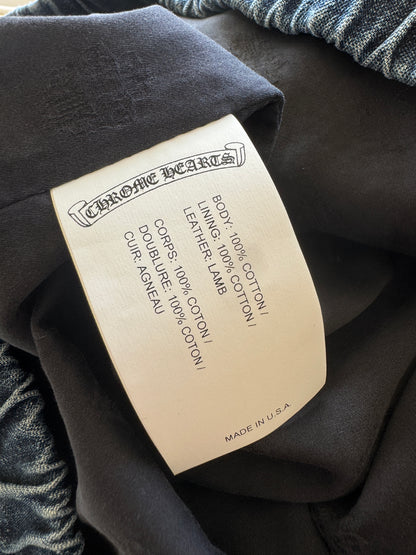 CHROME HEARTS
BODY: 100% COTTON /
LINING: 100% COTTON /
LEATHER: LAMB
CORPS: 100% COTON /
DOUBLURE: 100% COTON /
CUIR: AGNEAU
MADE IN U.S.A.